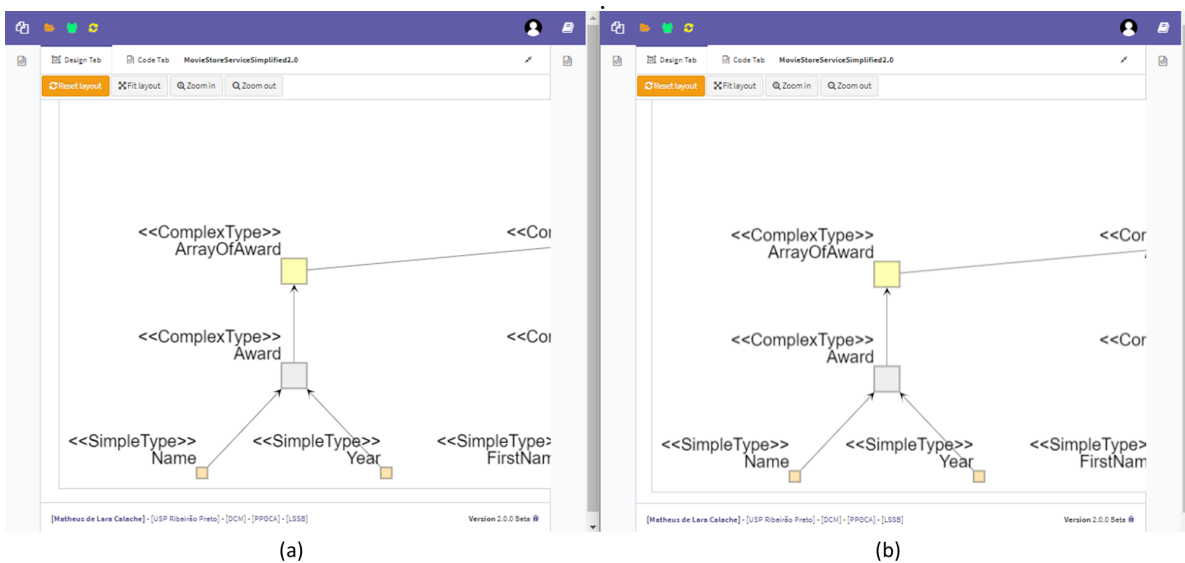 Design Tab Code Tab MovieStoreServiceSimplified2.0
Reset layout Fit layout Zoom in Zoom out
<<ComplexType>>
ArrayOfAward
<<Cor
<<ComplexType>>
Award
<<Cor
<<SimpleType>>
Name
<<SimpleType>>
Year
<<SimpleType>
FirstNam
[Matheus de Lara Calache] - [USP Ribeirão Preto] - [DCM] - [PPGCA] - [LSSB] Version 2.0.0 Beta
(a)
Design Tab Code Tab MovieStoreServiceSimplified2.0
Reset layout Fit layout Zoom in Zoom out
<<ComplexType>>
ArrayOfAward
<<Cor
<<ComplexType>>
Award
<<Cor
<<SimpleType>>
Name
<<SimpleType>>
Year
<<SimpleType>
FirstNam
[Matheus de Lara Calache] - [USP Ribeirão Preto] - [DCM] - [PPGCA] - [LSSB] Version 2.0.0 Beta
(b)